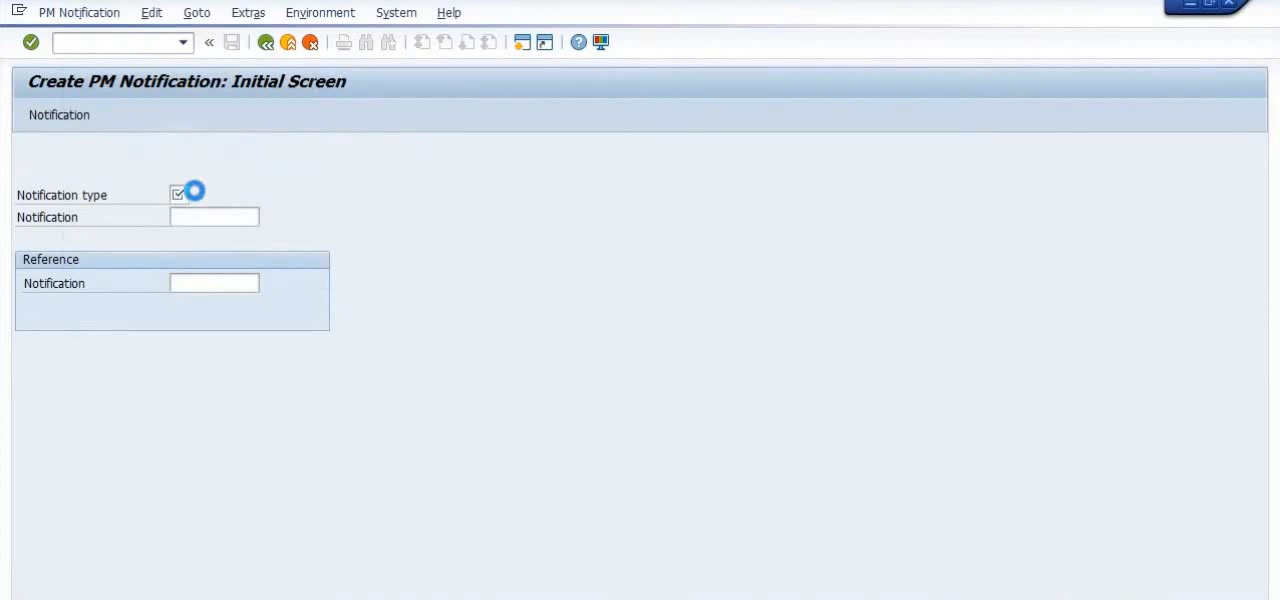 PM Notification Edit Goto Extras Environment System Help
Create PM Notification: Initial Screen
Notification
Notification type
Notification
Reference
Notification